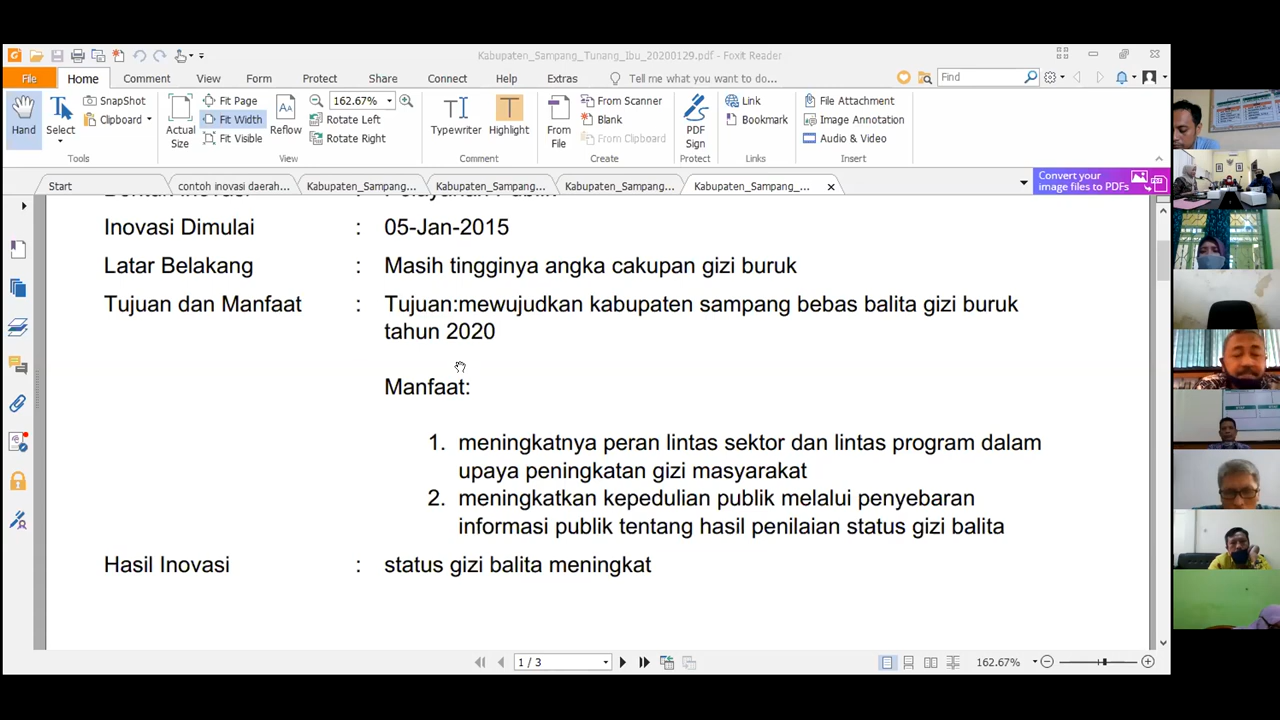 Kabupaten_Sampang_Tunang_Ibu_20200129.pdf - Foxit Reader
File Home Comment View Form Protect Share Connect Help Extras Tell me what you want to do... Find
Hand
Select
SnapShot
Clipboard
Tools
Actual Size
Fit Page
Fit Width
Fit Visible
Reflow
162.67%
Rotate Left
Rotate Right
View
Typewriter
Highlight
Comment
From File
From Scanner
Blank
From Clipboard
Create
PDF Sign
Protect
Link
Bookmark
Links
File Attachment
Image Annotation
Audio & Video
Insert
Start contoh inovasi daerah... Kabupaten_Sampang... Kabupaten_Sampang,... Kabupaten_Sampang... Kabupaten_Sampang_...
Convert your
image files to PDFs
Inovasi Dimulai : 05-Jan-2015
Latar Belakang : Masih tingginya angka cakupan gizi buruk
Tujuan dan Manfaat : Tujuan:mewujudkan kabupaten sampang bebas balita gizi buruk
tahun 2020
Manfaat:
1. meningkatnya peran lintas sektor dan lintas program dalam
upaya peningkatan gizi masyarakat
2. meningkatkan kepedulian publik melalui penyebaran
informasi publik tentang hasil penilaian status gizi balita
Hasil Inovasi : status gizi balita meningkat
1 / 3
162.67%